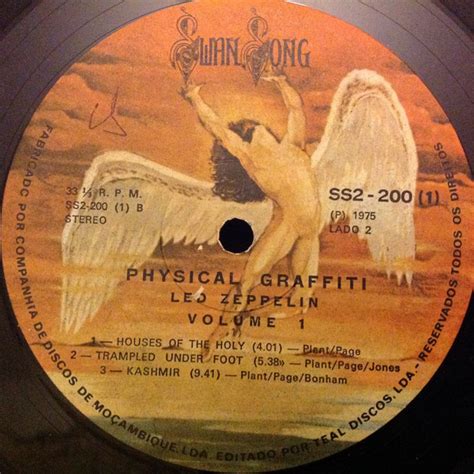 SWAN SONG
33 ⅓ R. P. M.
SS2-200 (1) B
STEREO
SS2-200 (1)
(P) 1975
LADO 2
PHYSICAL GRAFFITI
LED ZEPPELIN
VOLUME 1
1 — HOUSES OF THE HOLY (4.01) — Plant/Page
2 — TRAMPLED UNDER FOOT (5.38» — Plant/Page/Jones
3 — KASHMIR (9.41) — Plant/Page/Bonham
FABRICADO POR COMPANHIA DE DISCOS DE MOÇAMBIQUE, LDA. EDITADO POR TEAL DISCOS, LDA. - RESERVADOS TODOS OS DIREITOS